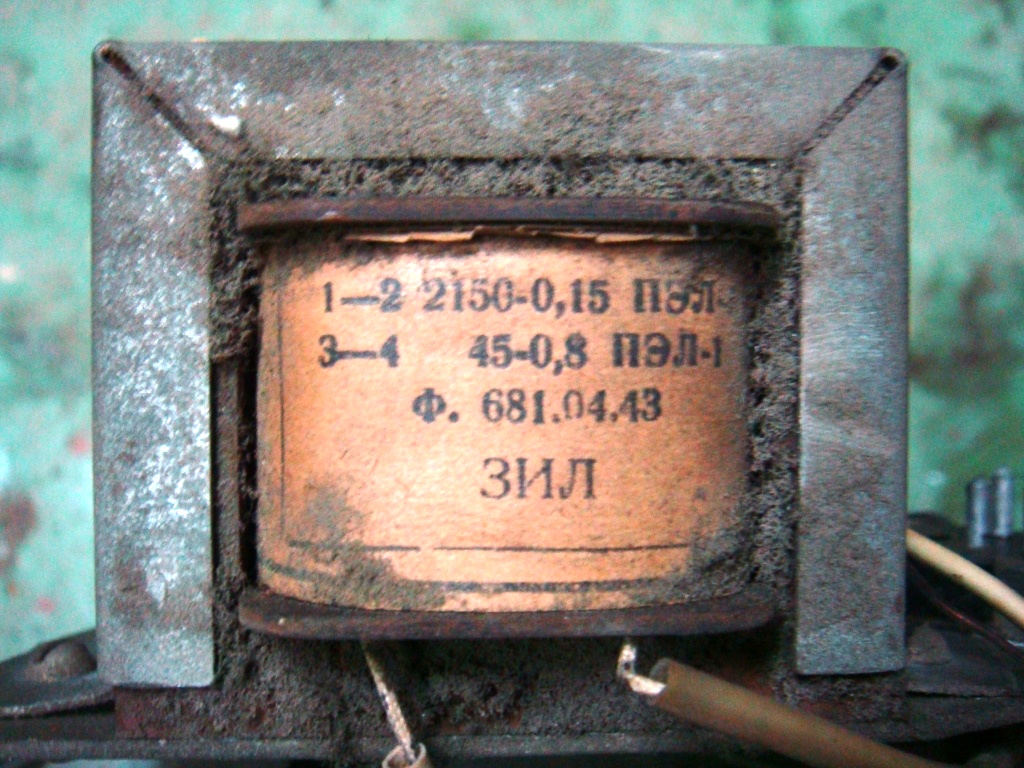 1—2 2150-0,15 ПЭЛ-
3—4 45-0,8 ПЭЛ-1
Ф. 681.04.43
ЗИЛ